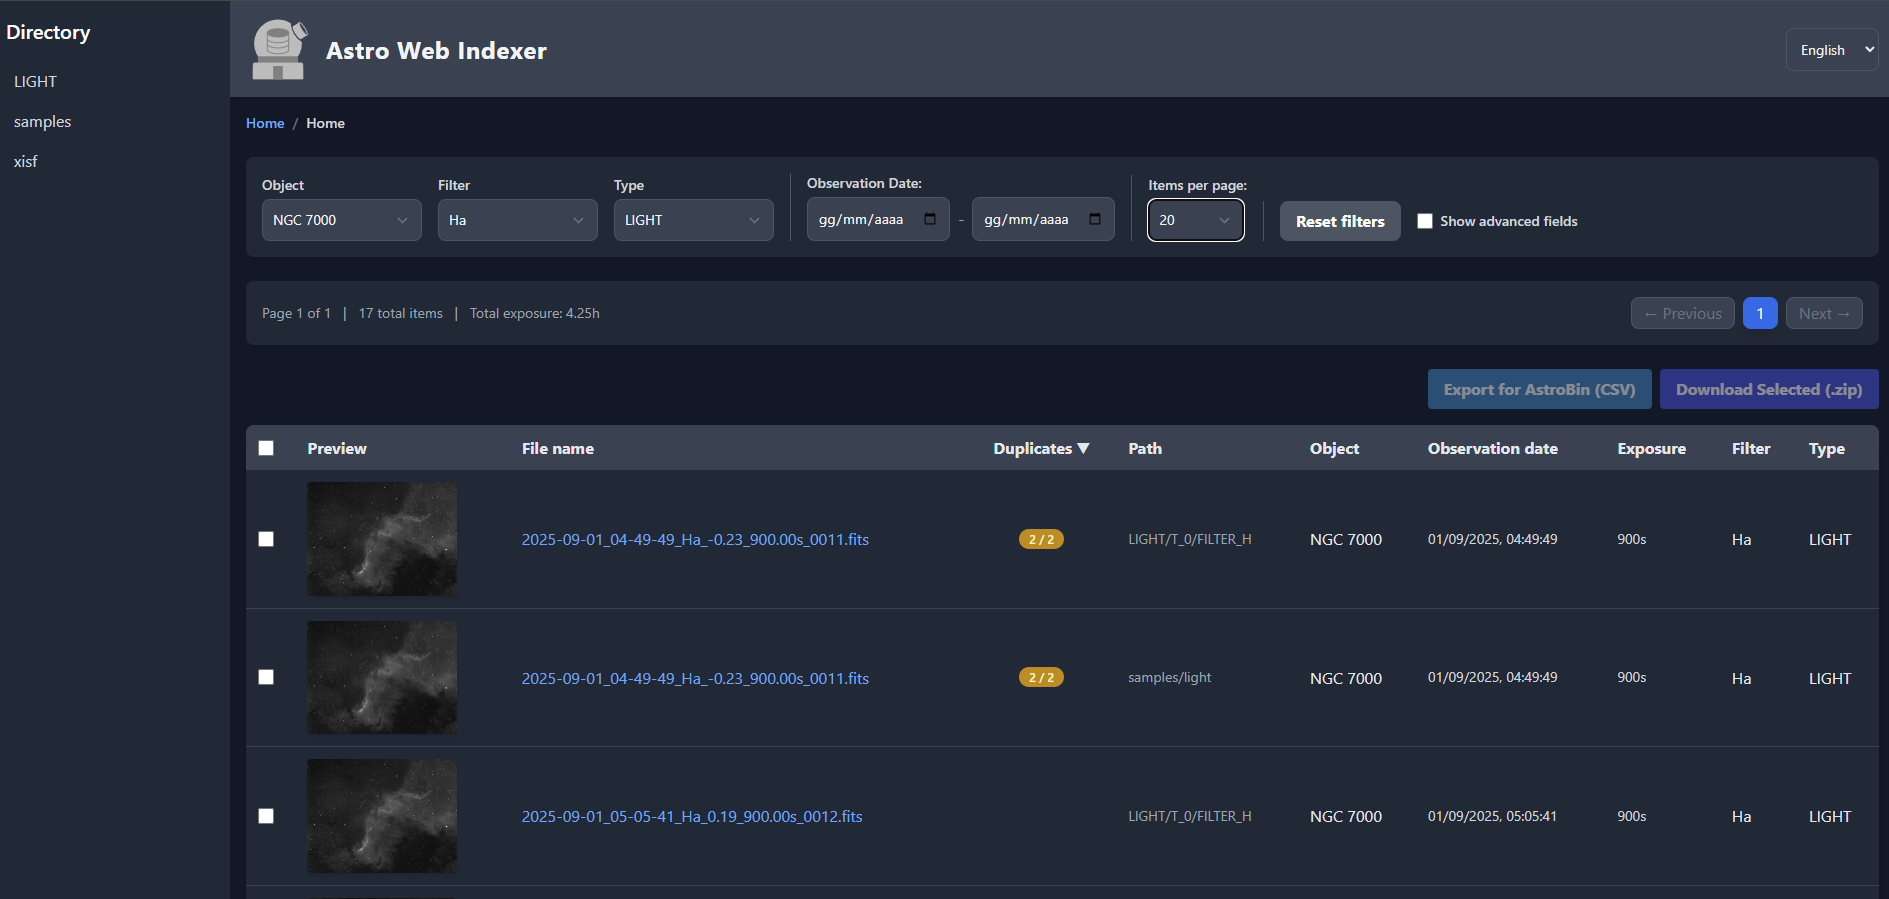 Directory
LIGHT
samples
xisf
Astro Web Indexer
English
Home / Home
Object
NGC 7000
Filter
Ha
Type
LIGHT
Observation Date:
gg/mm/aaaa - gg/mm/aaaa
Items per page:
20
Reset filters
Show advanced fields
Page 1 of 1 | 17 total items | Total exposure: 4.25h
← Previous 1 Next →
Export for AstroBin (CSV) Download Selected (.zip)
Preview File name Duplicates ▼ Path Object Observation date Exposure Filter Type
2025-09-01_04-49-49_Ha_-0.23_900.00s_0011.fits 2 / 2 LIGHT/T_0/FILTER_H NGC 7000 01/09/2025, 04:49:49 900s Ha LIGHT
2025-09-01_04-49-49_Ha_-0.23_900.00s_0011.fits 2 / 2 samples/light NGC 7000 01/09/2025, 04:49:49 900s Ha LIGHT
2025-09-01_05-05-41_Ha_0.19_900.00s_0012.fits LIGHT/T_0/FILTER_H NGC 7000 01/09/2025, 05:05:41 900s Ha LIGHT